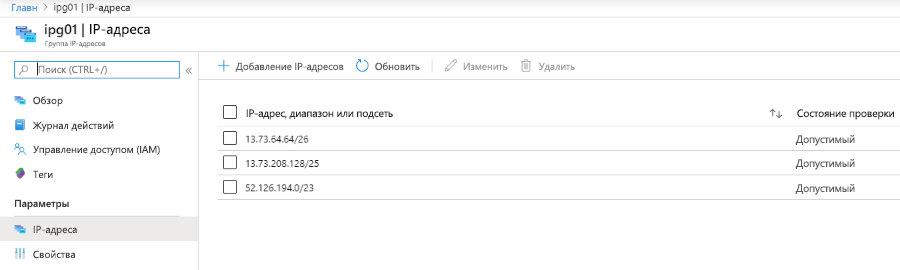 Главн > ipg01 | IP-адреса
ipg01 | IP-адреса
Группа IP-адресов
Поиск (CTRL+/) «
Обзор
Журнал действий
Управление доступом (IAM)
Теги
Параметры
IP-адреса
Свойства
+ Добавление IP-адресов Обновить Изменить Удалить
IP-адрес, диапазон или подсеть ↑↓ Состояние проверки
13.73.64.64/26 Допустимый
13.73.208.128/25 Допустимый
52.126.194.0/23 Допустимый